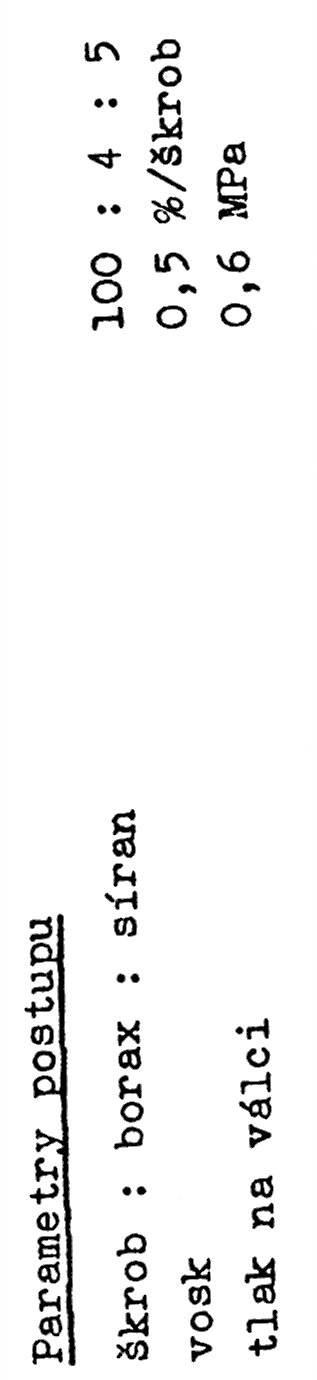 Parametry postupu
škrob : borax : síran 100 : 4 : 5
vosk 0,5 %/škrob
tlak na válci 0,6 MPa